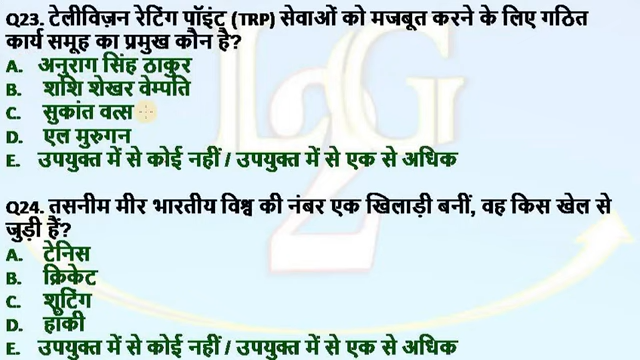 Q23. टेलीविज़न रेटिंग पॉइंट (TRP) सेवाओं को मजबूत करने के लिए गठित
कार्य समूह का प्रमुख कौन है?
A. अनुराग सिंह ठाकुर
B. शशि शेखर वेम्पति
C. सुकांत वत्स
D. एल मुरुगन
E. उपयुक्त में से कोई नहीं / उपयुक्त में से एक से अधिक
Q24. तसनीम मीर भारतीय विश्व की नंबर एक खिलाड़ी बनीं, वह किस खेल से
जुड़ी हैं?
A. टेनिस
B. क्रिकेट
C. शूटिंग
D. हॉकी
E. उपयुक्त में से कोई नहीं / उपयुक्त में से एक से अधिक
L2G